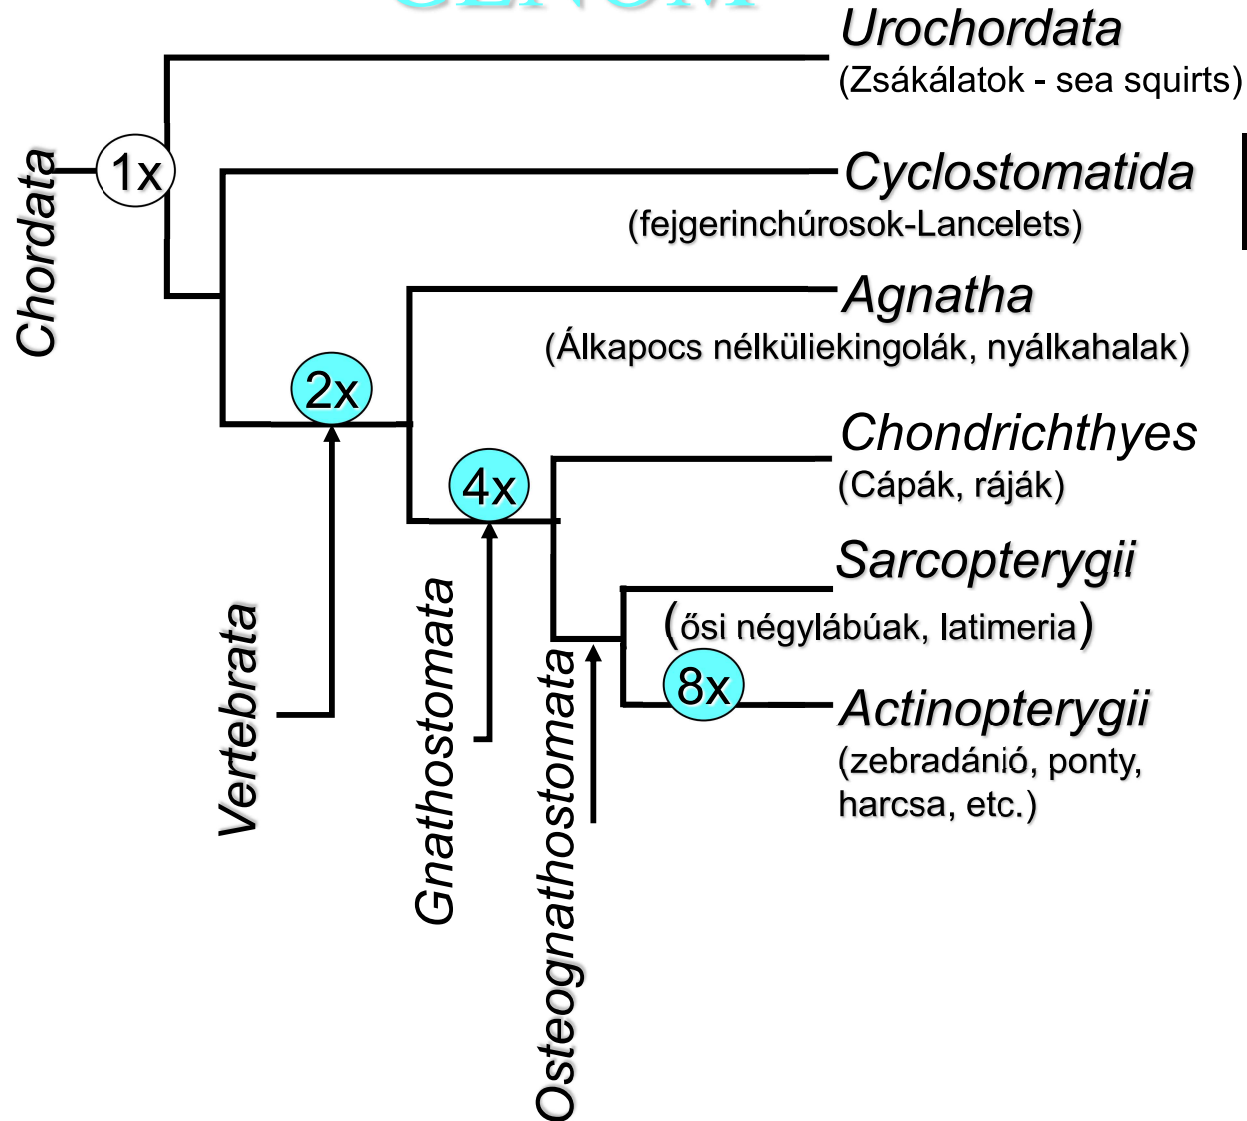 GENOM
Urochordata
(Zsákálatok - sea squirts)
Chordata
1x
Cyclostomatida
(fejgerinchúrosok-Lancelets)
Agnatha
(Álkapocs nélküliekingolák, nyálkahalak)
2x
Chondrichthyes
(Cápák, ráják)
4x
Sarcopterygii
(ősi négylábúak, latimeria)
8x
Actinopterygii
(zebradánió, ponty,
harcsa, etc.)
Vertebrata
Gnathostomata
Osteognathostomata